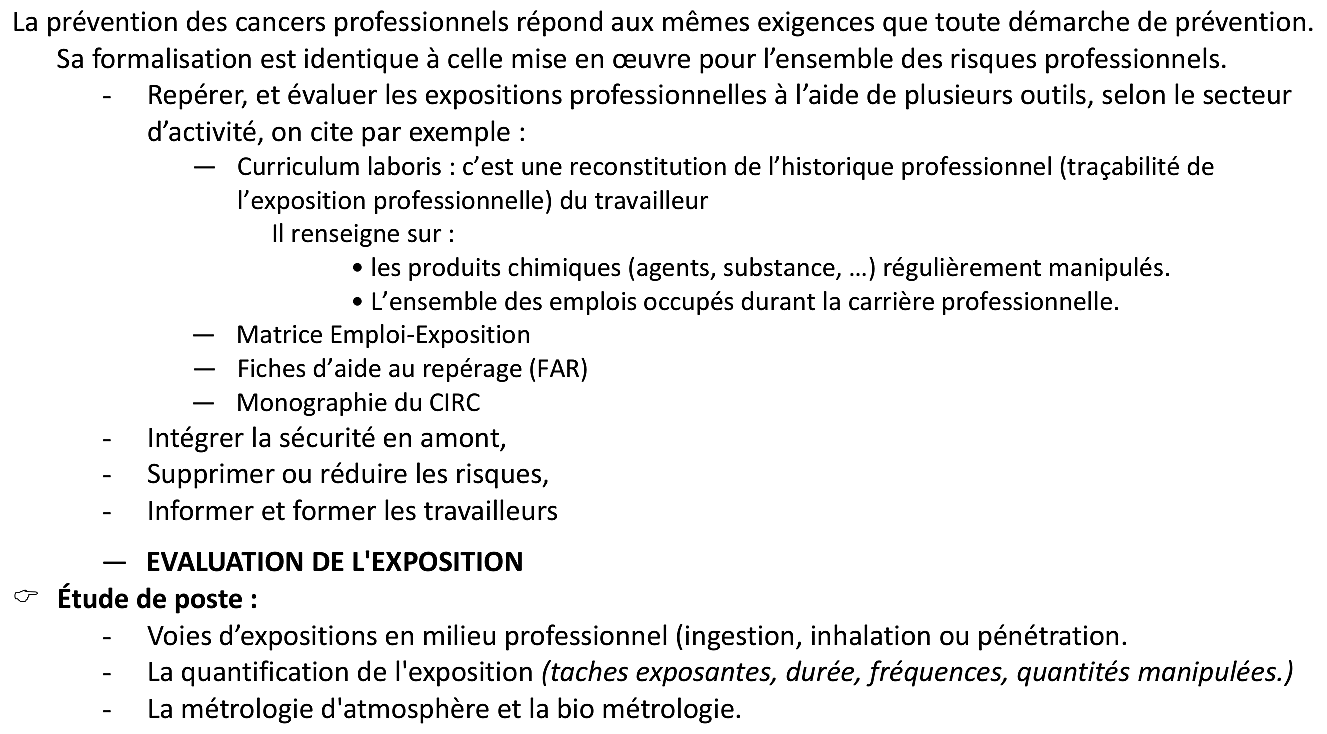 La prévention des cancers professionnels répond aux mêmes exigences que toute démarche de prévention.
Sa formalisation est identique à celle mise en œuvre pour l’ensemble des risques professionnels.
- Repérer, et évaluer les expositions professionnelles à l’aide de plusieurs outils, selon le secteur
d’activité, on cite par exemple :
— Curriculum laboris : c’est une reconstitution de l’historique professionnel (traçabilité de
l’exposition professionnelle) du travailleur
Il renseigne sur :
• les produits chimiques (agents, substance, …) régulièrement manipulés.
• L’ensemble des emplois occupés durant la carrière professionnelle.
— Matrice Emploi-Exposition
— Fiches d’aide au repérage (FAR)
— Monographie du CIRC
- Intégrer la sécurité en amont,
- Supprimer ou réduire les risques,
- Informer et former les travailleurs
— EVALUATION DE L'EXPOSITION
☞ Étude de poste :
- Voies d’expositions en milieu professionnel (ingestion, inhalation ou pénétration.
- La quantification de l'exposition (taches exposantes, durée, fréquences, quantités manipulées.)
- La métrologie d'atmosphère et la bio métrologie.